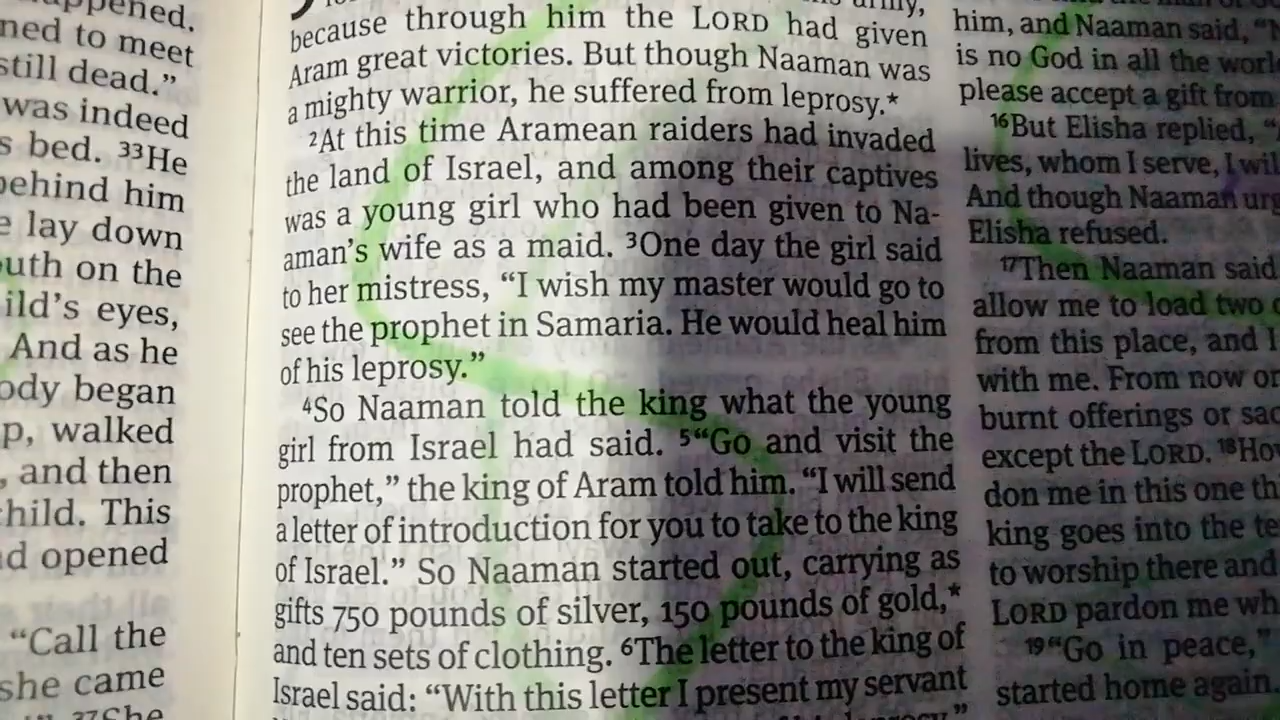 ppened.
ned to meet
still dead.”
was indeed
s bed. ³³He
behind him
e lay down
outh on the
ild’s eyes,
And as he
ody began
p, walked
, and then
child. This
d opened
“Call the
she came
³⁷She
army,
because through him the LORD had given
Aram great victories. But though Naaman was
a mighty warrior, he suffered from leprosy.*
²At this time Aramean raiders had invaded
the land of Israel, and among their captives
was a young girl who had been given to Na-
aman’s wife as a maid. ³One day the girl said
to her mistress, “I wish my master would go to
see the prophet in Samaria. He would heal him
of his leprosy.”
⁴So Naaman told the king what the young
girl from Israel had said. ⁵“Go and visit the
prophet,” the king of Aram told him. “I will send
a letter of introduction for you to take to the king
of Israel.” So Naaman started out, carrying as
gifts 750 pounds of silver, 150 pounds of gold,*
and ten sets of clothing. ⁶The letter to the king of
Israel said: “With this letter I present my servant
him, and Naaman said, “
is no God in all the worl
please accept a gift from
¹⁶But Elisha replied, “
lives, whom I serve, I wil
And though Naaman urg
Elisha refused.
¹⁷Then Naaman said
allow me to load two
from this place, and I
with me. From now on
burnt offerings or sac
except the LORD. ¹⁸Ho
don me in this one th
king goes into the te
to worship there and
LORD pardon me wh
¹⁹“Go in peace,”
started home again.